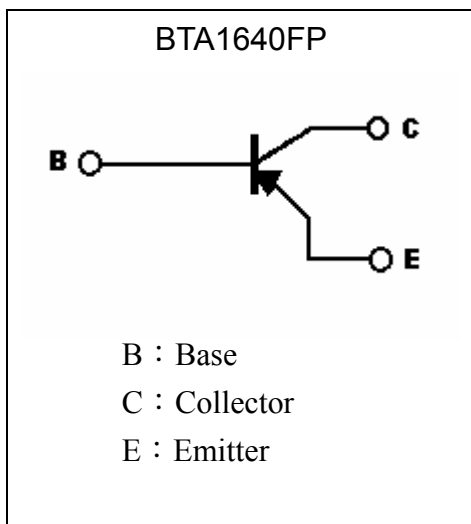 BTA1640FP
C
B
E
B：Base
C：Collector
E：Emitter